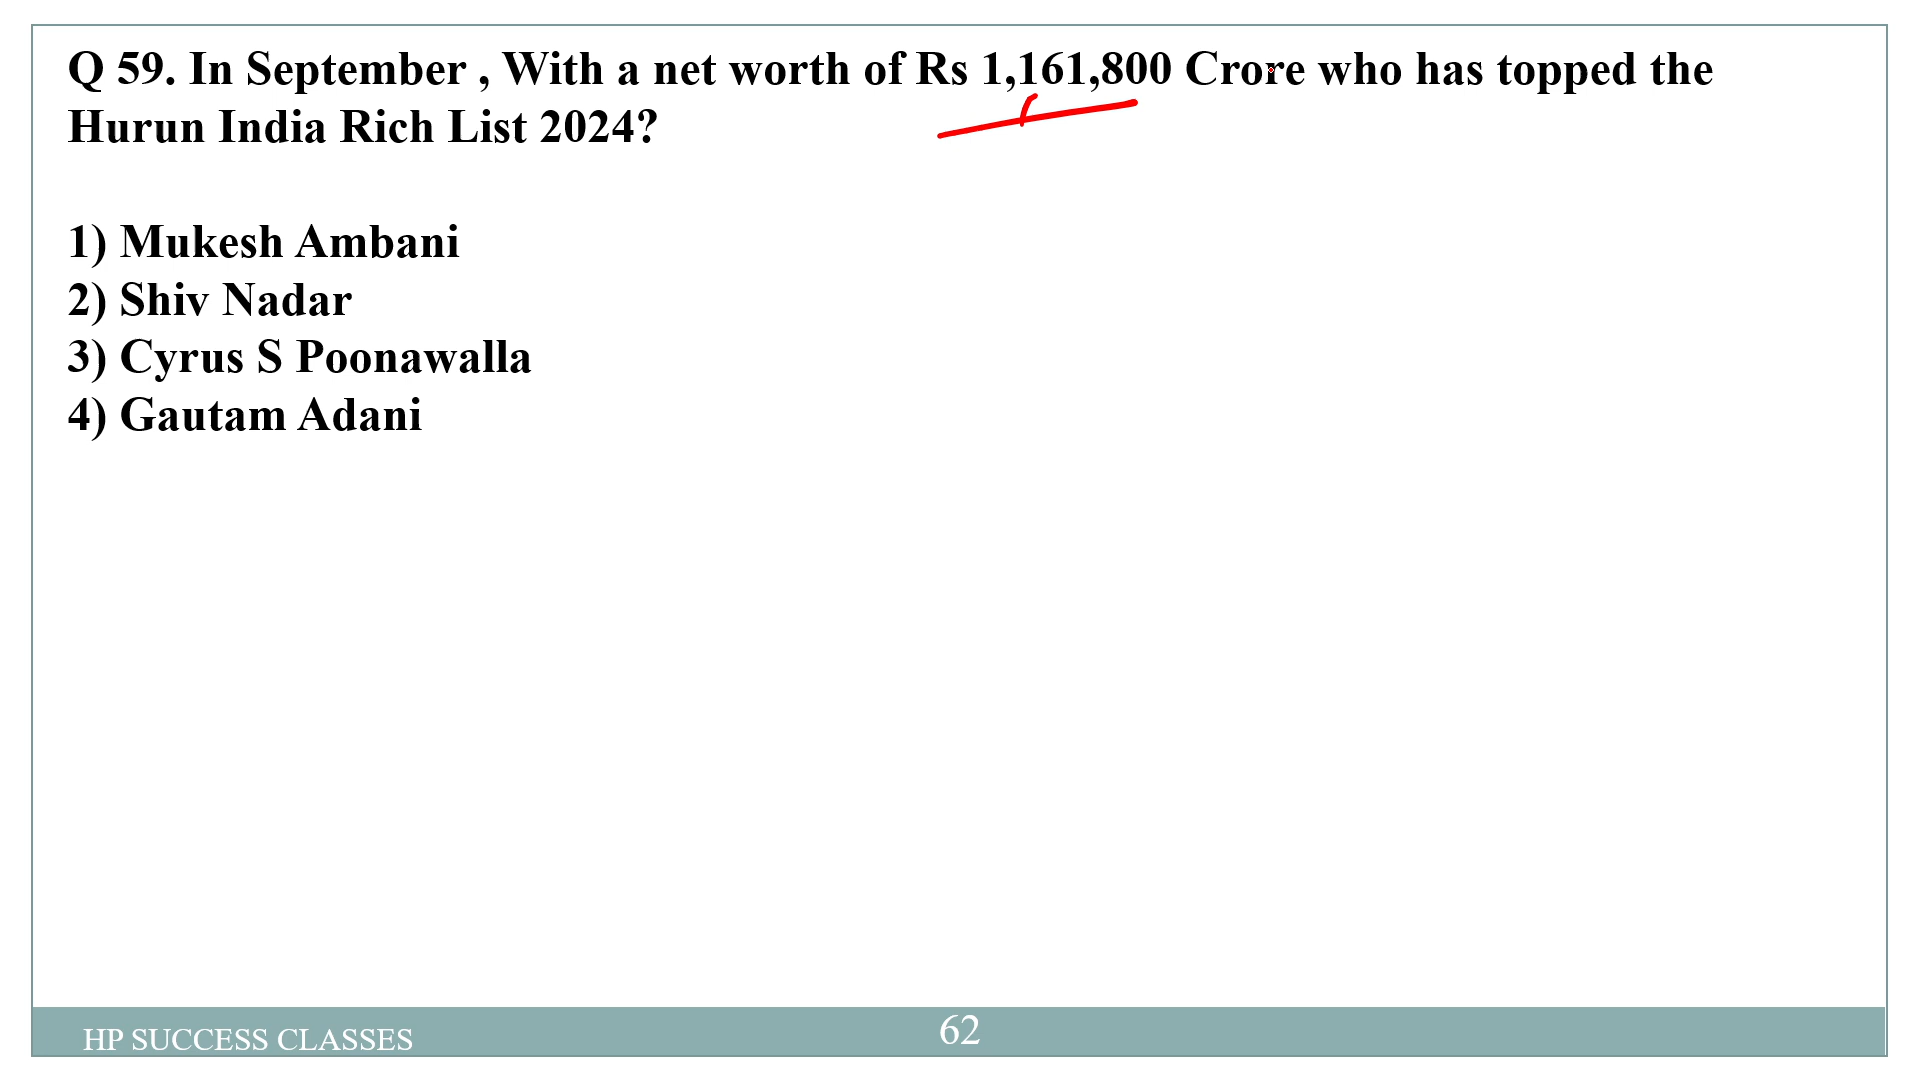 Q 59. In September , With a net worth of Rs 1,161,800 Crore who has topped the
Hurun India Rich List 2024?
1) Mukesh Ambani
2) Shiv Nadar
3) Cyrus S Poonawalla
4) Gautam Adani
HP SUCCESS CLASSES
62